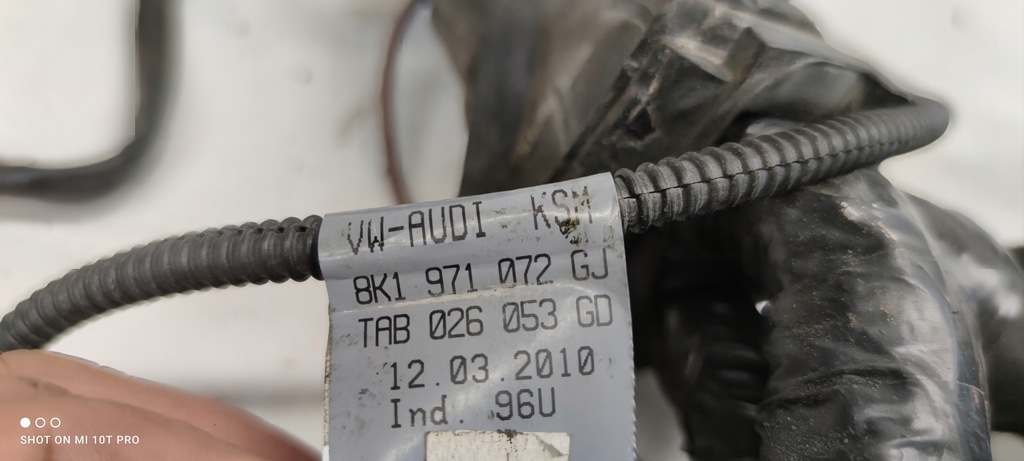 VW-AUDI KSM
8K1 971 072 GJ
TAB 026 053 GD
12.03.2010
Ind. 96U
SHOT ON MI 10T PRO